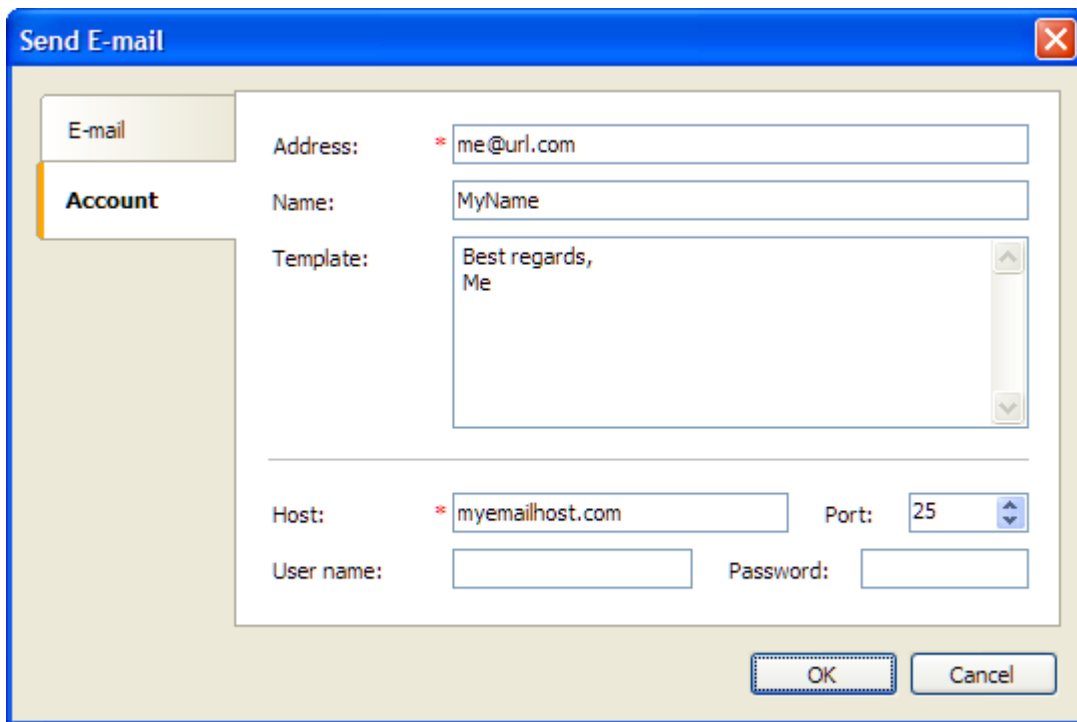 Send E-mail
E-mail
Account
Address: * me@url.com
Name: MyName
Template: Best regards,
Me
Host: * myemailhost.com Port: 25
User name: Password:
OK Cancel